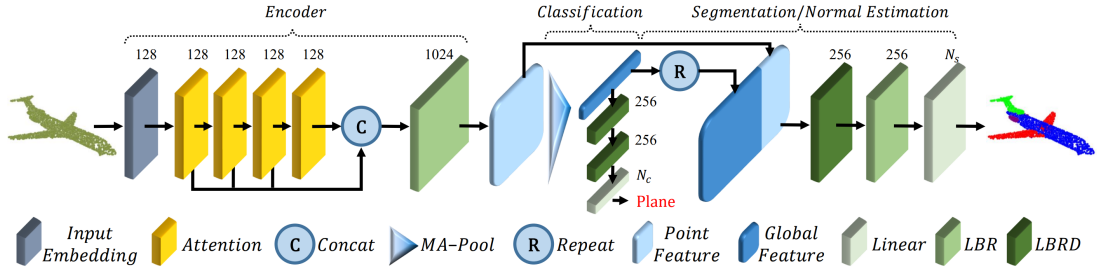 Encoder
Classification
Segmentation/Normal Estimation
128 128 128 128 128
1024
256
256
N_c
Plane
256 256 N_s
C
R
Input Embedding
Attention
C Concat
MA-Pool
R Repeat
Point Feature
Global Feature
Linear
LBR
LBRD